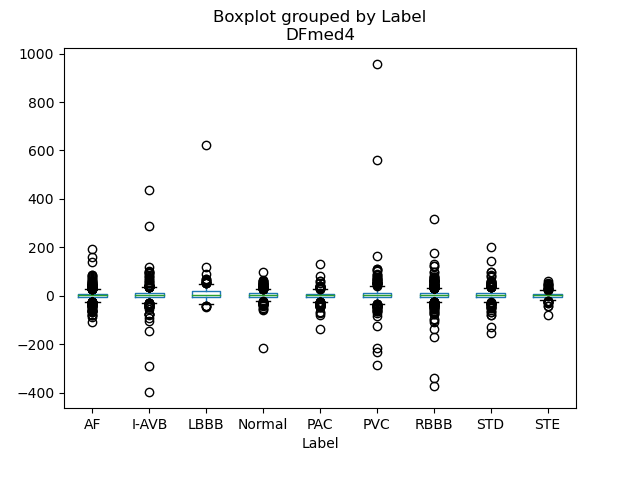 Boxplot grouped by Label
DFmed4
1000
800
600
400
200
0
−200
−400
AF I-AVB LBBB Normal PAC PVC RBBB STD STE
Label